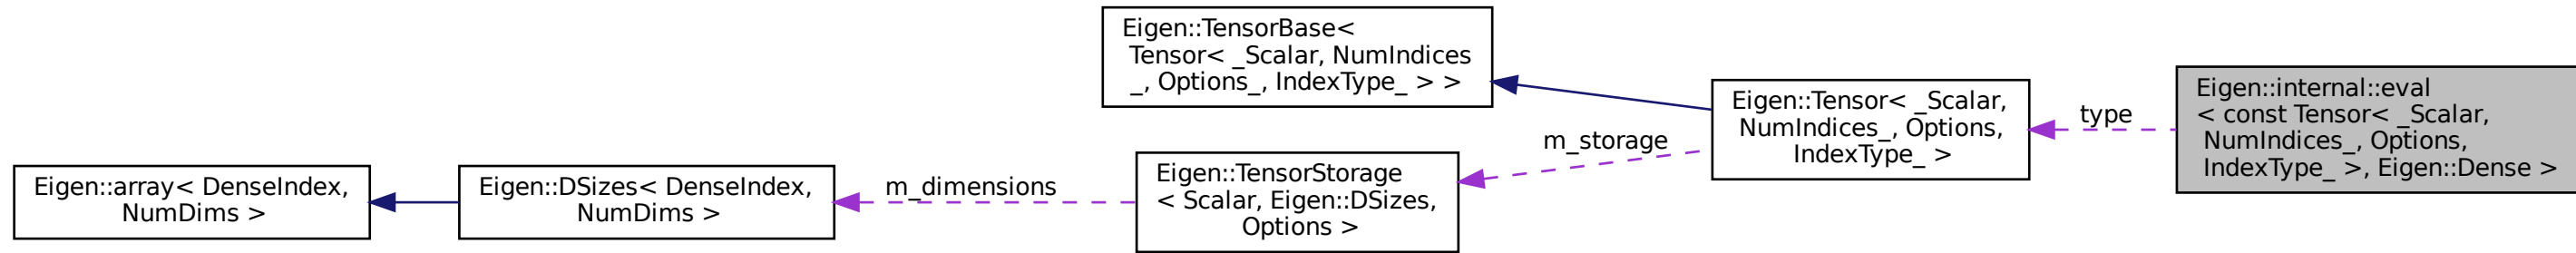 Eigen::TensorBase<
Tensor< _Scalar, NumIndices
_, Options_, IndexType_ > >
Eigen::internal::eval
< const Tensor< _Scalar,
NumIndices_, Options,
IndexType_ >, Eigen::Dense >
type
Eigen::Tensor< _Scalar,
NumIndices_, Options,
IndexType_ >
m_storage
Eigen::TensorStorage
< Scalar, Eigen::DSizes,
Options >
m_dimensions
Eigen::DSizes< DenseIndex,
NumDims >
Eigen::array< DenseIndex,
NumDims >